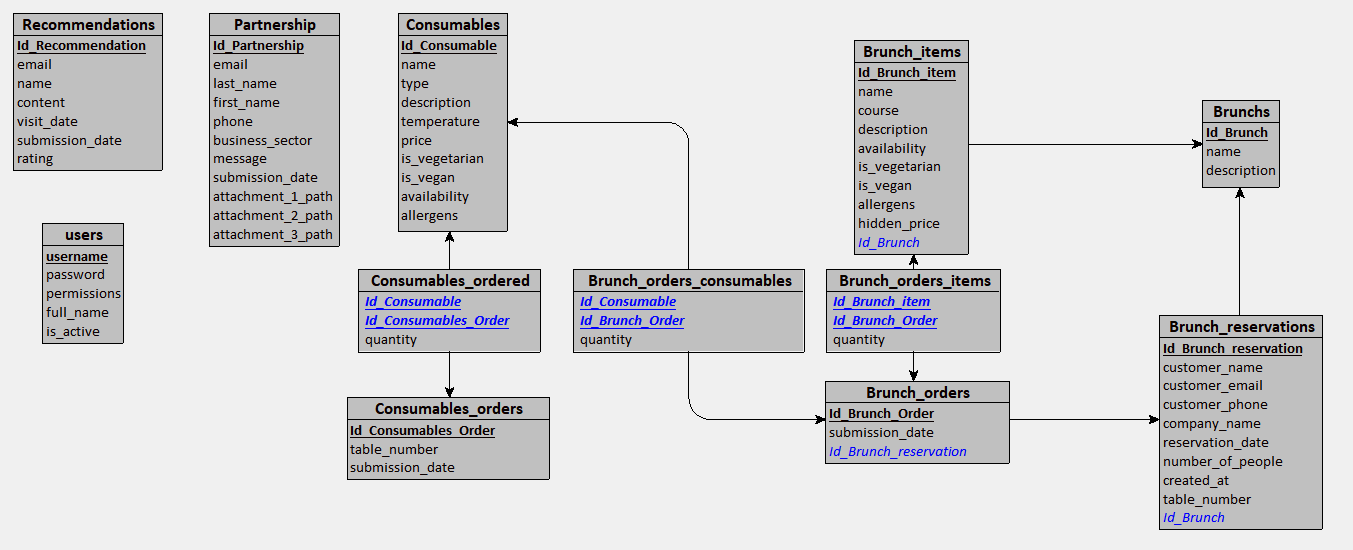 Recommendations
Id_Recommendation
email
name
content
visit_date
submission_date
rating
Partnership
Id_Partnership
email
last_name
first_name
phone
business_sector
message
submission_date
attachment_1_path
attachment_2_path
attachment_3_path
Consumables
Id_Consumable
name
type
description
temperature
price
is_vegetarian
is_vegan
availability
allergens
Brunch_items
Id_Brunch_item
name
course
description
availability
is_vegetarian
is_vegan
allergens
hidden_price
Id_Brunch
Brunchs
Id_Brunch
name
description
users
username
password
permissions
full_name
is_active
Consumables_ordered
Id_Consumable
Id_Consumables_Order
quantity
Brunch_orders_consumables
Id_Consumable
Id_Brunch_Order
quantity
Brunch_orders_items
Id_Brunch_item
Id_Brunch_Order
quantity
Brunch_reservations
Id_Brunch_reservation
customer_name
customer_email
customer_phone
company_name
reservation_date
number_of_people
created_at
table_number
Id_Brunch
Consumables_orders
Id_Consumables_Order
table_number
submission_date
Brunch_orders
Id_Brunch_Order
submission_date
Id_Brunch_reservation